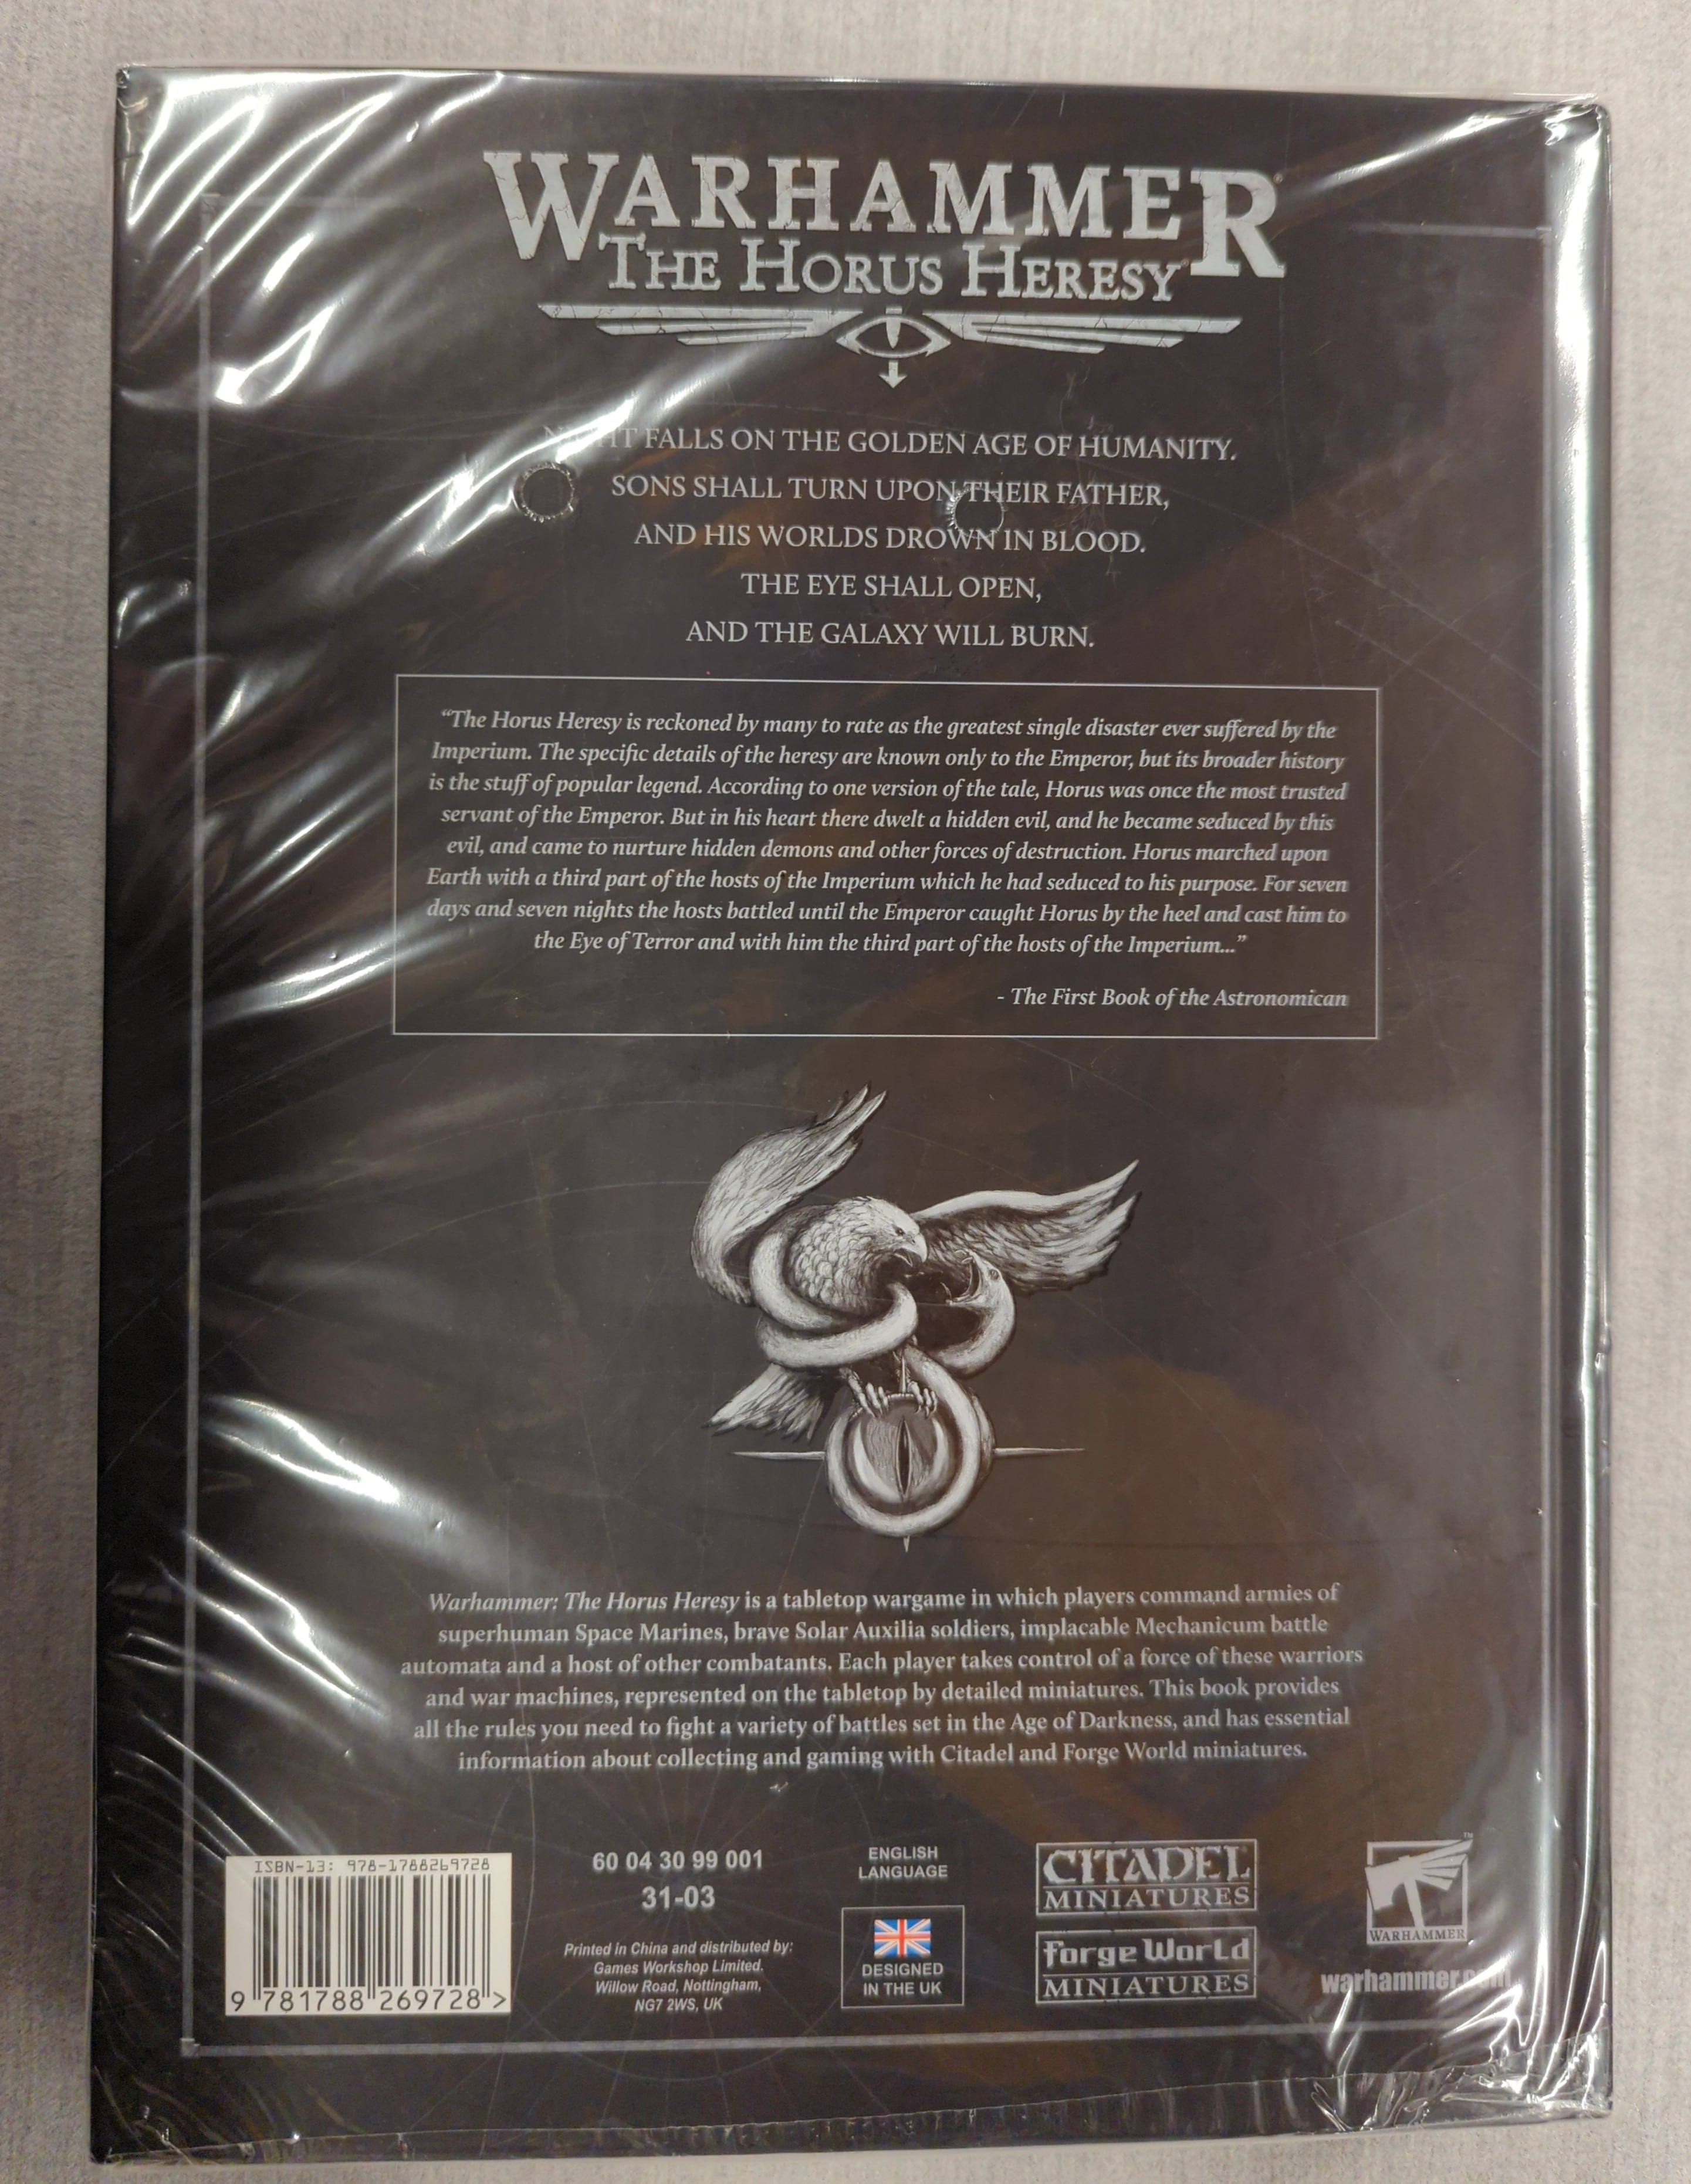 WARHAMMER
THE HORUS HERESY
NIGHT FALLS ON THE GOLDEN AGE OF HUMANITY.
SONS SHALL TURN UPON THEIR FATHER,
AND HIS WORLDS DROWN IN BLOOD.
THE EYE SHALL OPEN,
AND THE GALAXY WILL BURN.
“The Horus Heresy is reckoned by many to rate as the greatest single disaster ever suffered by the
Imperium. The specific details of the heresy are known only to the Emperor, but its broader history
is the stuff of popular legend. According to one version of the tale, Horus was once the most trusted
servant of the Emperor. But in his heart there dwelt a hidden evil, and he became seduced by this
evil, and came to nurture hidden demons and other forces of destruction. Horus marched upon
Earth with a third part of the hosts of the Imperium which he had seduced to his purpose. For seven
days and seven nights the hosts battled until the Emperor caught Horus by the heel and cast him to
the Eye of Terror and with him the third part of the hosts of the Imperium...”
- The First Book of the Astronomican
Warhammer: The Horus Heresy is a tabletop wargame in which players command armies of
superhuman Space Marines, brave Solar Auxilia soldiers, implacable Mechanicum battle
automata and a host of other combatants. Each player takes control of a force of these warriors
and war machines, represented on the tabletop by detailed miniatures. This book provides
all the rules you need to fight a variety of battles set in the Age of Darkness, and has essential
information about collecting and gaming with Citadel and Forge World miniatures.
ISBN-13: 978-1788269728
9 781788 269728 >
60 04 30 99 001
31-03
Printed in China and distributed by:
Games Workshop Limited.
Willow Road, Nottingham,
NG7 2WS, UK
ENGLISH
LANGUAGE
DESIGNED
IN THE UK
CITADEL
MINIATURES
Forge World
MINIATURES
WARHAMMER
™
warhammer.com